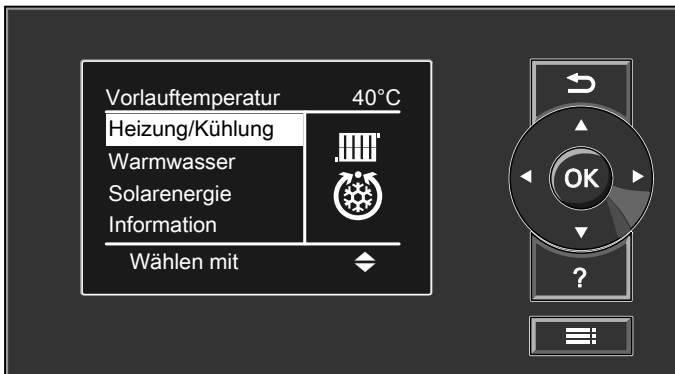 Vorlauftemperatur 40°C
Heizung/Kühlung
Warmwasser
Solarenergie
Information
Wählen mit
OK
?